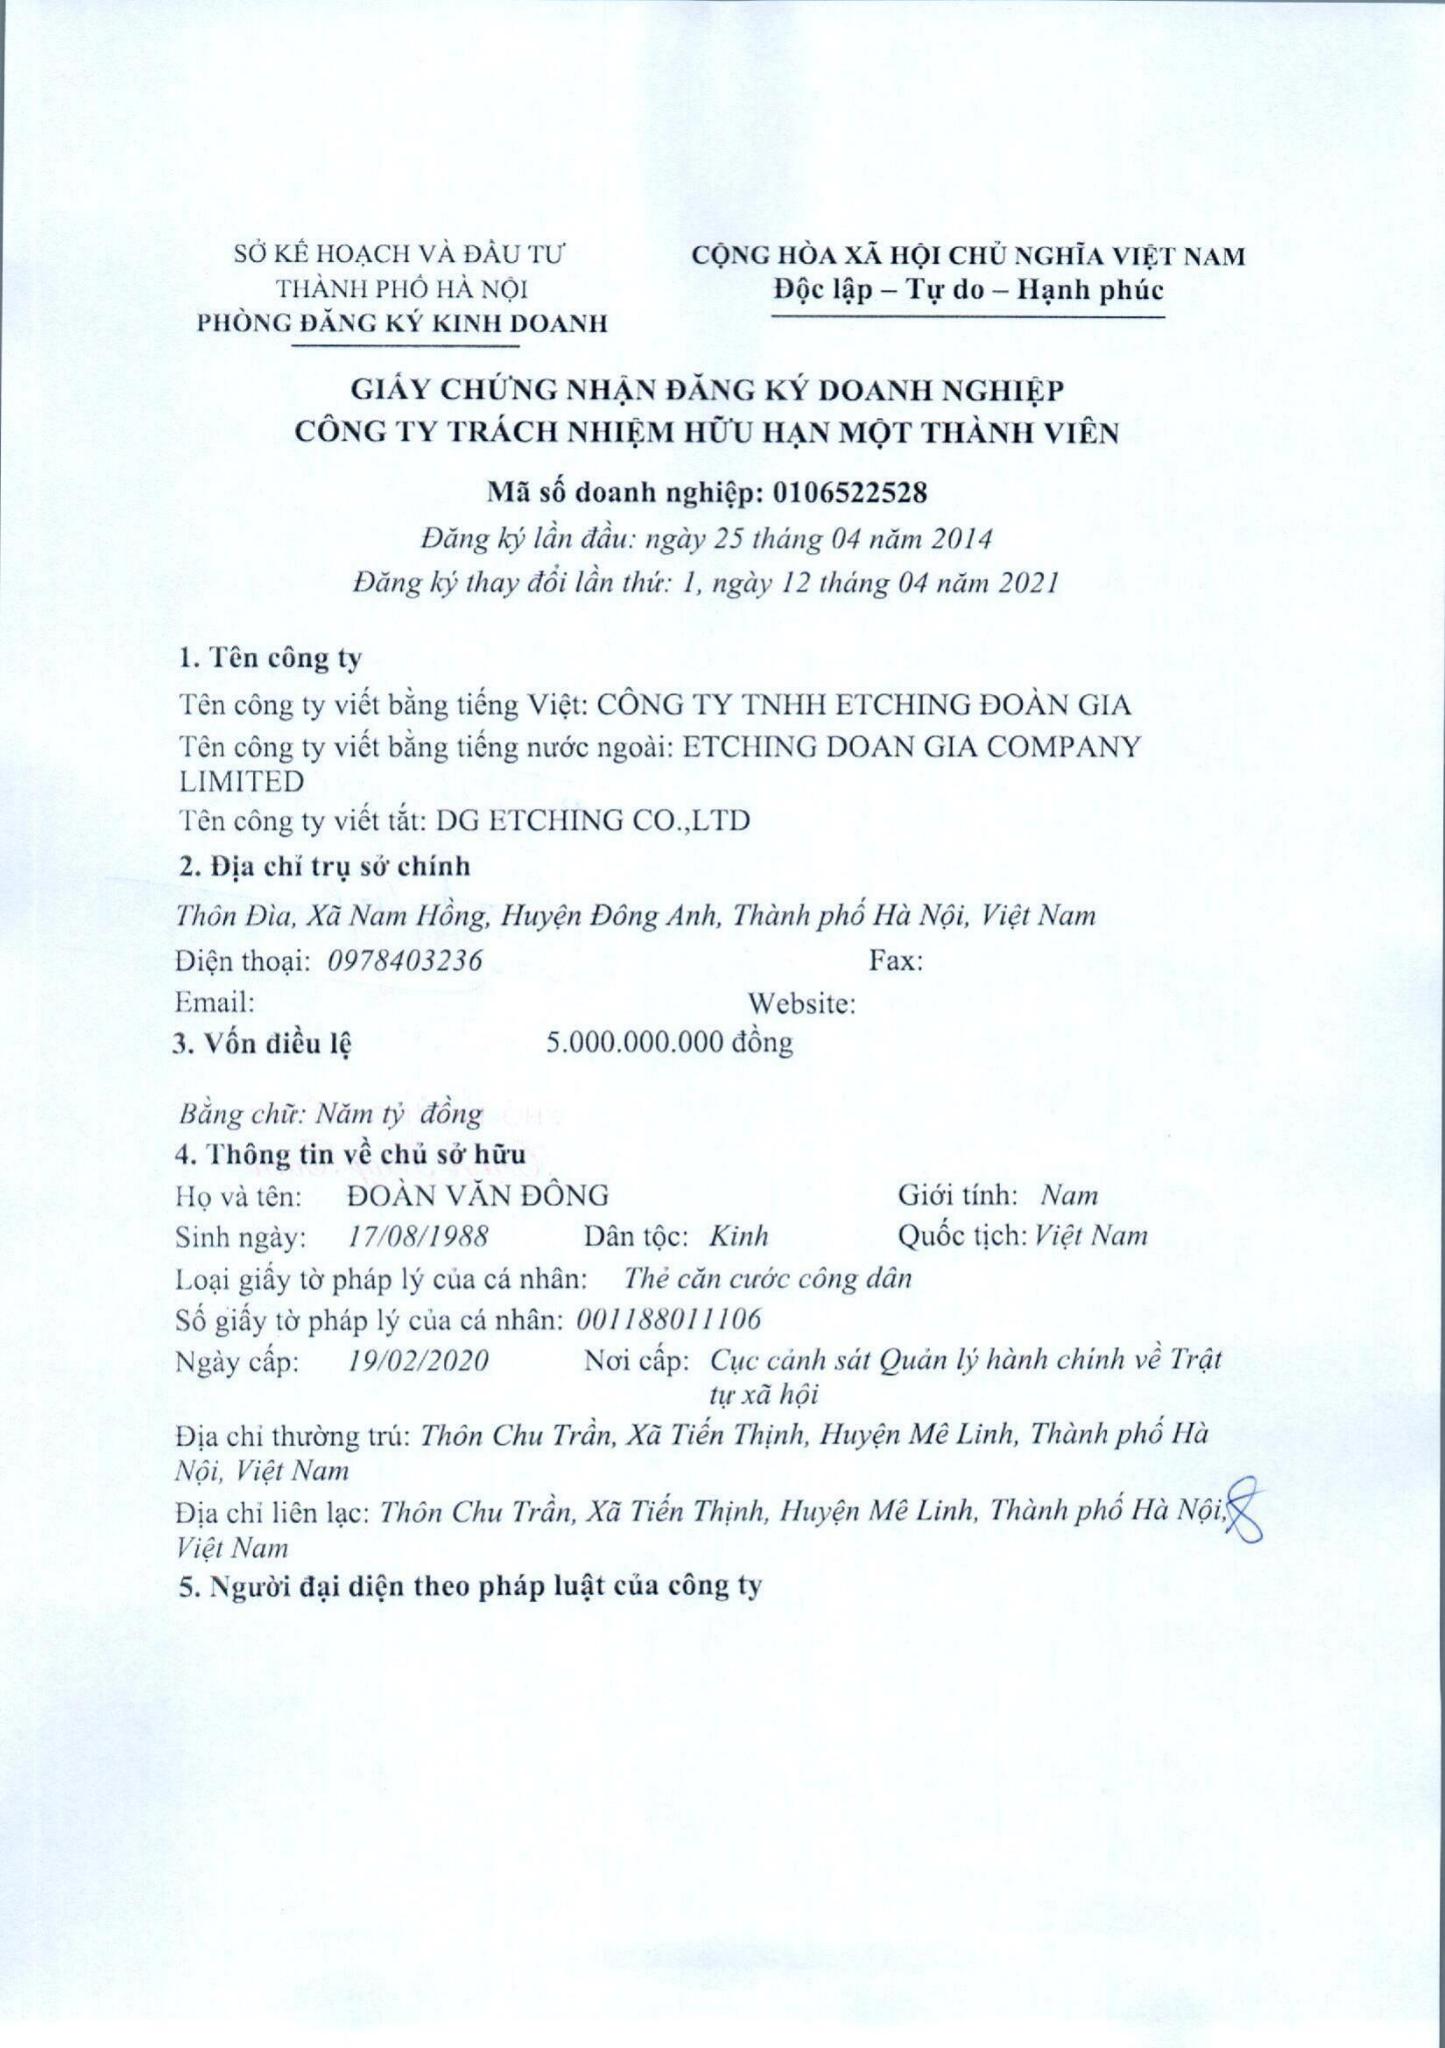 SỞ KẾ HOẠCH VÀ ĐẦU TƯ
THÀNH PHỐ HÀ NỘI
PHÒNG ĐĂNG KÝ KINH DOANH
CỘNG HÒA XÃ HỘI CHỦ NGHĨA VIỆT NAM
Độc lập – Tự do – Hạnh phúc
GIẤY CHỨNG NHẬN ĐĂNG KÝ DOANH NGHIỆP
CÔNG TY TRÁCH NHIỆM HỮU HẠN MỘT THÀNH VIÊN
Mã số doanh nghiệp: 0106522528
Đăng ký lần đầu: ngày 25 tháng 04 năm 2014
Đăng ký thay đổi lần thứ: 1, ngày 12 tháng 04 năm 2021
1. Tên công ty
Tên công ty viết bằng tiếng Việt: CÔNG TY TNHH ETCHING ĐOÀN GIA
Tên công ty viết bằng tiếng nước ngoài: ETCHING DOAN GIA COMPANY
LIMITED
Tên công ty viết tắt: DG ETCHING CO.,LTD
2. Địa chỉ trụ sở chính
Thôn Đìa, Xã Nam Hồng, Huyện Đông Anh, Thành phố Hà Nội, Việt Nam
Điện thoại: 0978403236 Fax:
Email: Website:
3. Vốn điều lệ 5.000.000.000 đồng
Bằng chữ: Năm tỷ đồng
4. Thông tin về chủ sở hữu
Họ và tên: ĐOÀN VĂN ĐÔNG Giới tính: Nam
Sinh ngày: 17/08/1988 Dân tộc: Kinh Quốc tịch: Việt Nam
Loại giấy tờ pháp lý của cá nhân: Thẻ căn cước công dân
Số giấy tờ pháp lý của cá nhân: 001188011106
Ngày cấp: 19/02/2020 Nơi cấp: Cục cảnh sát Quản lý hành chính về Trật
tự xã hội
Địa chỉ thường trú: Thôn Chu Trần, Xã Tiến Thịnh, Huyện Mê Linh, Thành phố Hà
Nội, Việt Nam
Địa chỉ liên lạc: Thôn Chu Trần, Xã Tiến Thịnh, Huyện Mê Linh, Thành phố Hà Nội,
Việt Nam
5. Người đại diện theo pháp luật của công ty